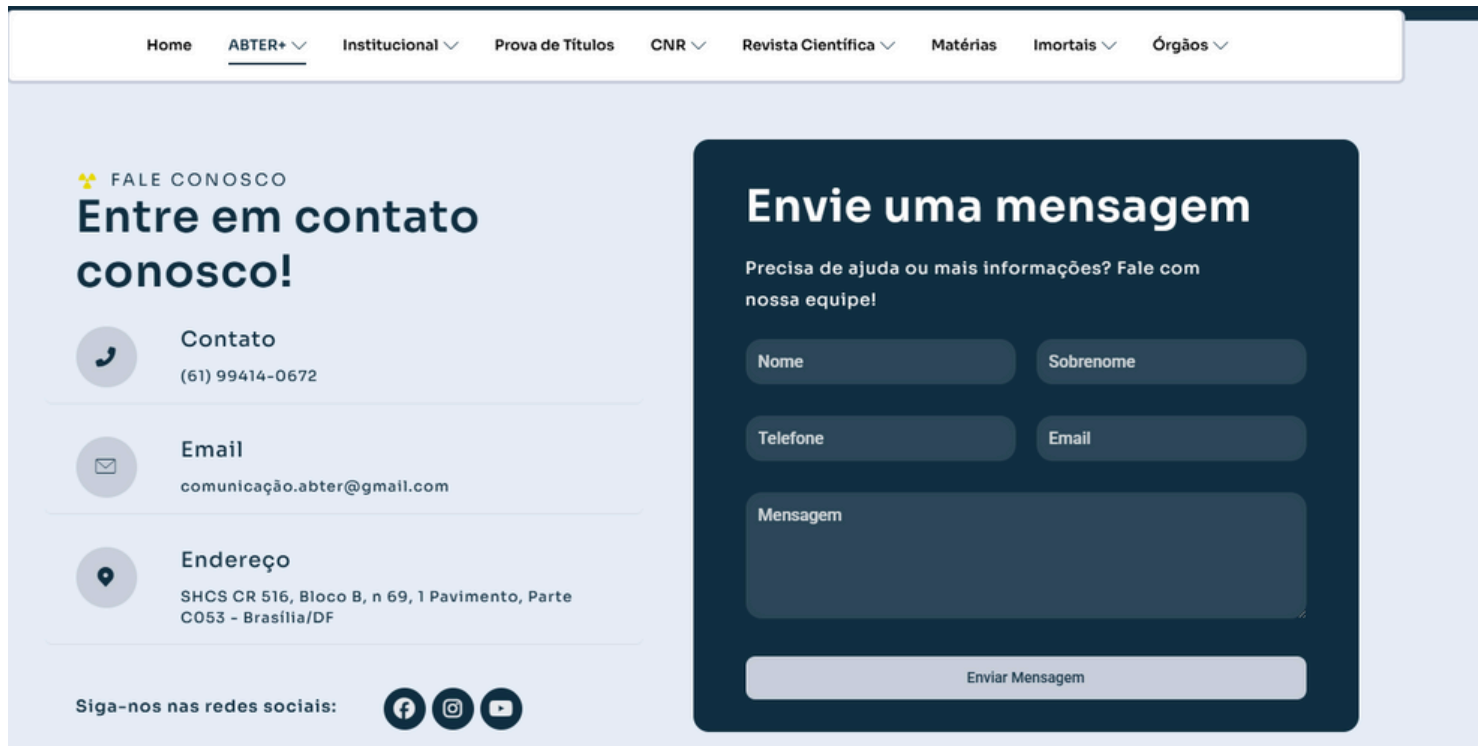 Home ABTER+ Institucional Prova de Títulos CNR Revista Científica Matérias Imortais Órgãos
FALE CONOSCO
Entre em contato
conosco!
Contato
(61) 99414-0672
Email
comunicação.abter@gmail.com
Endereço
SHCS CR 516, Bloco B, n 69, 1 Pavimento, Parte
C053 - Brasília/DF
Siga-nos nas redes sociais:
Envie uma mensagem
Precisa de ajuda ou mais informações? Fale com
nossa equipe!
Nome Sobrenome
Telefone Email
Mensagem
Enviar Mensagem